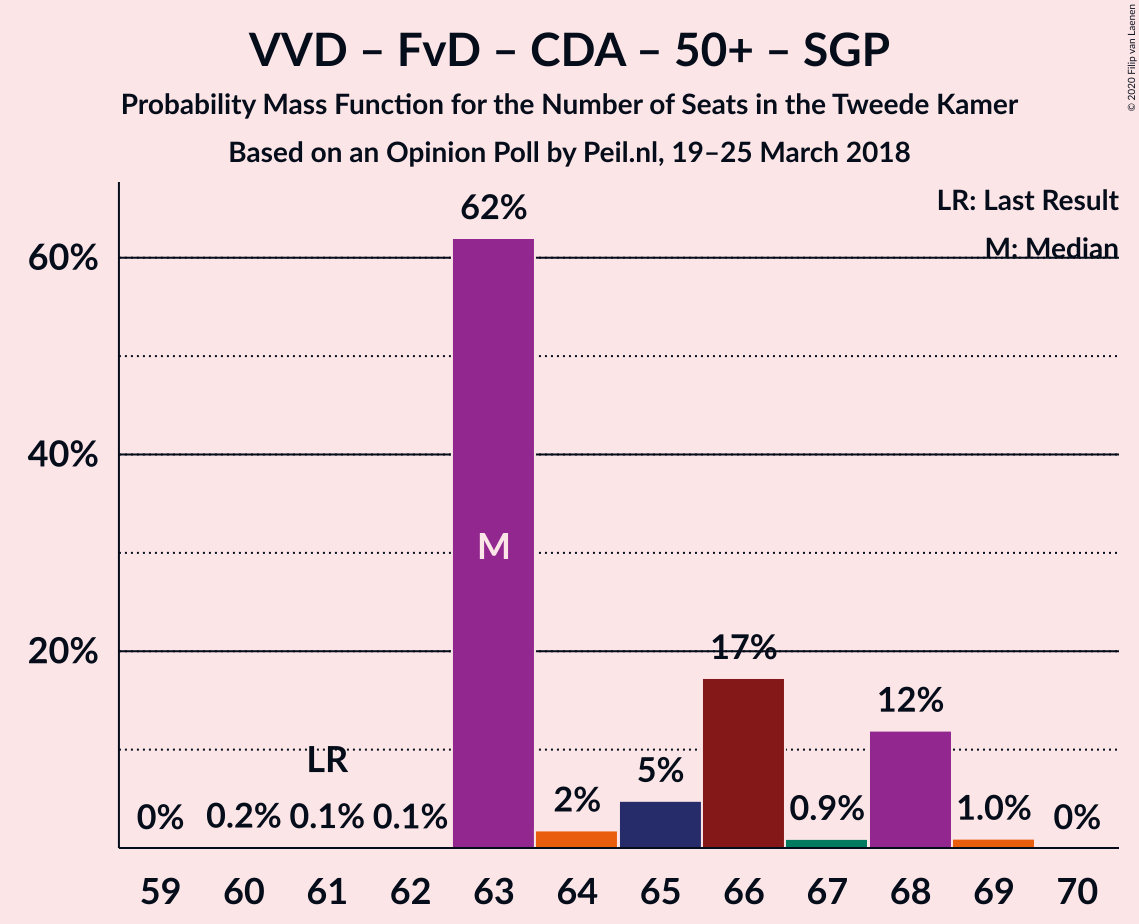 VVD – FvD – CDA – 50+ – SGP
Probability Mass Function for the Number of Seats in the Tweede Kamer
Based on an Opinion Poll by Peil.nl, 19–25 March 2018
© 2020 Filip van Laenen
LR: Last Result
M: Median
62%
60%
40%
M
20%
17%
12%
LR
5%
2%
0%
0.2%
0.1%
0.1%
0.9%
1.0%
0%
59 60 61 62 63 64 65 66 67 68 69 70